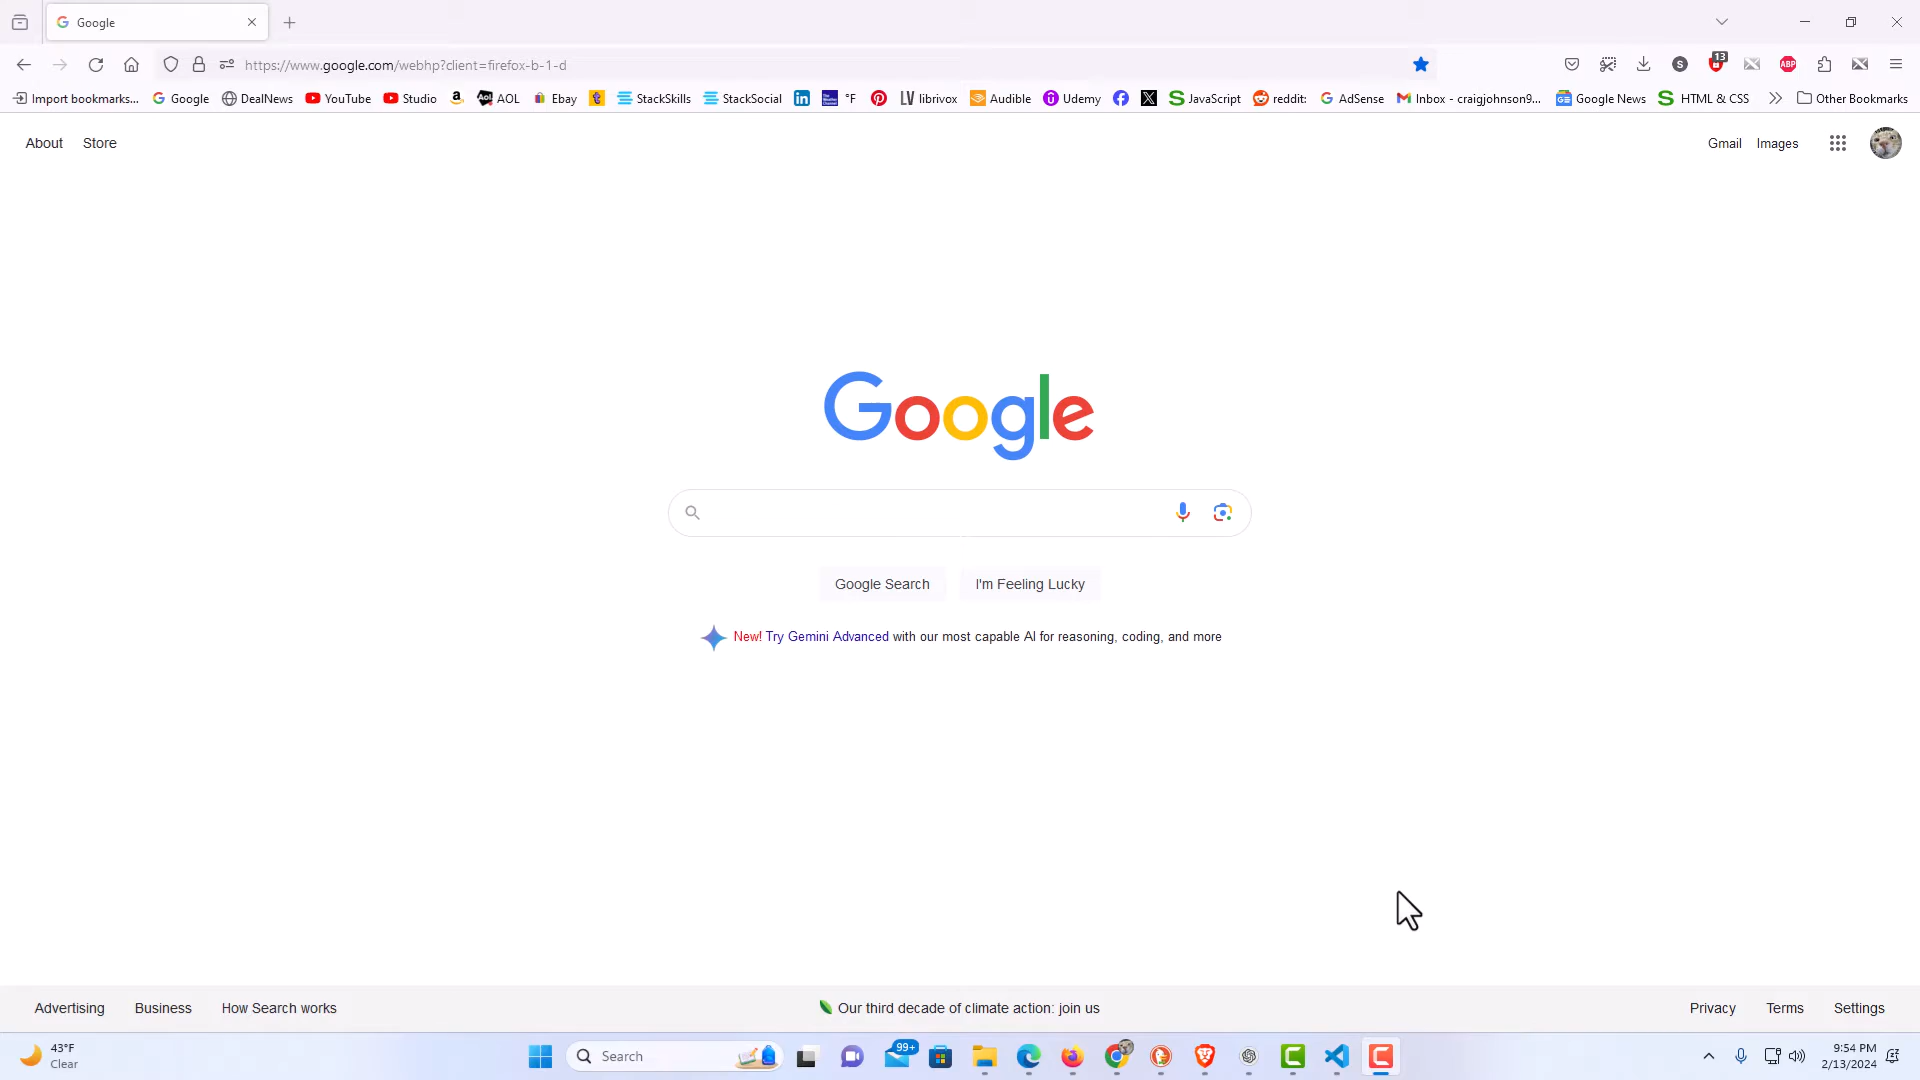 Google
https://www.google.com/webhp?client=firefox-b-1-d
13
S
ABP
Import bookmarks... Google DealNews YouTube Studio AOL Ebay StackSkills StackSocial °F librivox Audible Udemy JavaScript reddit: AdSense Inbox - craigjohnson9... Google News HTML & CSS Other Bookmarks
About Store
Gmail Images
Google
Google Search I'm Feeling Lucky
New! Try Gemini Advanced with our most capable AI for reasoning, coding, and more
Advertising Business How Search works
Our third decade of climate action: join us
Privacy Terms Settings
43°F
Clear
Search
99+
9:54 PM
2/13/2024